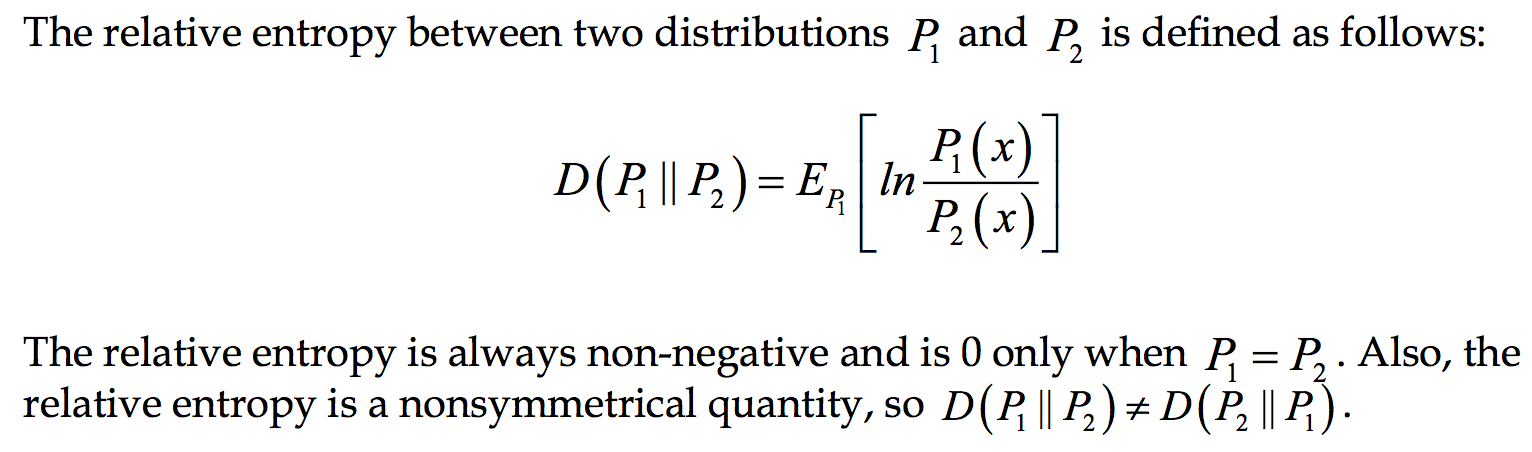 The relative entropy between two distributions P₁ and P₂ is defined as follows:
D(P₁ || P₂) = E_{P₁} [ ln P₁(x) / P₂(x) ]
The relative entropy is always non-negative and is 0 only when P₁ = P₂. Also, the
relative entropy is a nonsymmetrical quantity, so D(P₁ || P₂) ≠ D(P₂ || P₁).